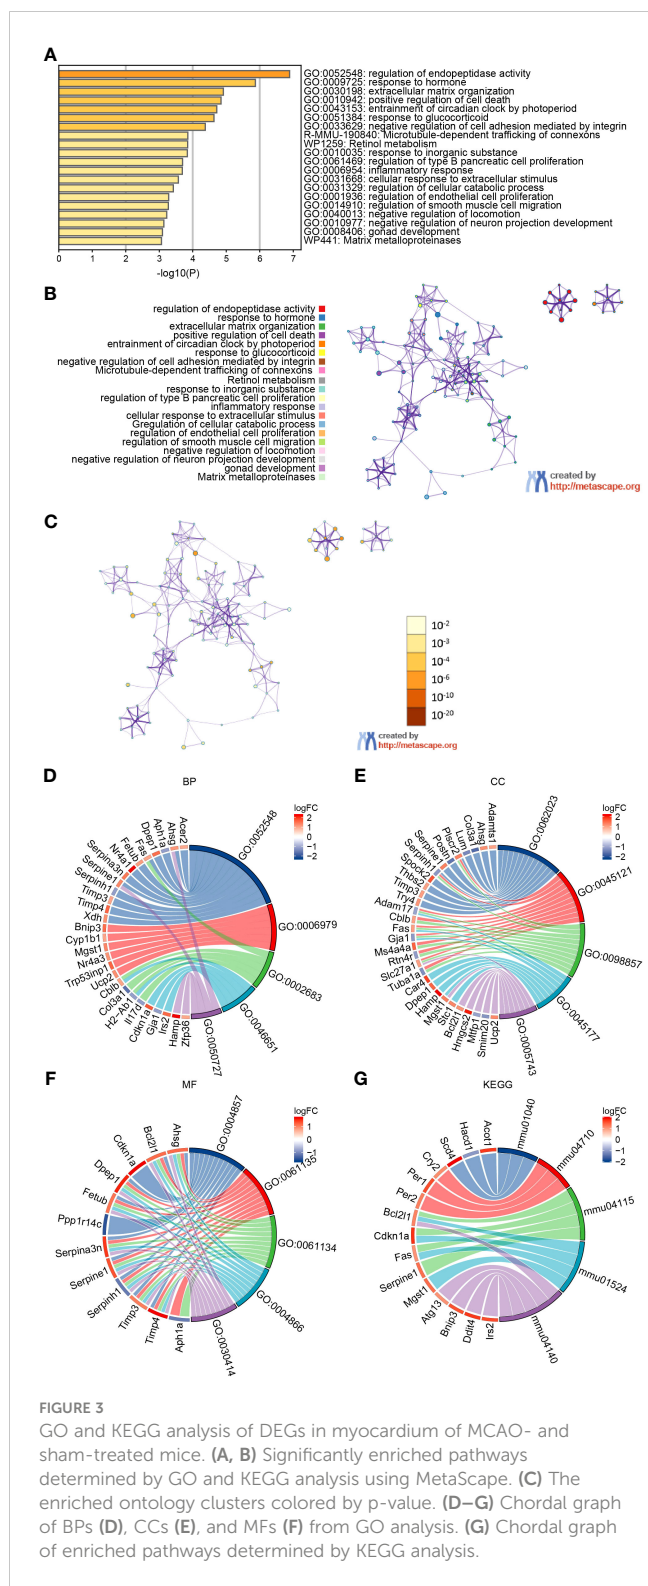 A
GO:0052548: regulation of endopeptidase activity
GO:0009725: response to hormone
GO:0030198: extracellular matrix organization
GO:0010942: positive regulation of cell death
GO:0043153: entrainment of circadian clock by photoperiod
GO:0051384: response to glucocorticoid
GO:0033629: negative regulation of cell adhesion mediated by integrin
R-MMU-190840: Microtubule-dependent trafficking of connexons
WP1259: Retinol metabolism
GO:0010035: response to inorganic substance
GO:0061469: regulation of type B pancreatic cell proliferation
GO:0006954: inflammatory response
GO:0031668: cellular response to extracellular stimulus
GO:0031329: regulation of cellular catabolic process
GO:0001936: regulation of endothelial cell proliferation
GO:0014910: regulation of smooth muscle cell migration
GO:0040013: negative regulation of locomotion
GO:0010977: negative regulation of neuron projection development
GO:0008406: gonad development
WP441: Matrix metalloproteinases
0 1 2 3 4 5 6 7
-log10(P)
B
regulation of endopeptidase activity
response to hormone
extracellular matrix organization
positive regulation of cell death
entrainment of circadian clock by photoperiod
response to glucocorticoid
negative regulation of cell adhesion mediated by integrin
Microtubule-dependent trafficking of connexons
Retinol metabolism
response to inorganic substance
regulation of type B pancreatic cell proliferation
inflammatory response
cellular response to extracellular stimulus
Gregulation of cellular catabolic process
regulation of endothelial cell proliferation
regulation of smooth muscle cell migration
negative regulation of locomotion
negative regulation of neuron projection development
gonad development
Matrix metalloproteinases
created by
http://metascape.org
C
10-2
10-3
10-4
10-6
10-10
10-20
created by
http://metascape.org
D
BP
logFC
2
1
0
−1
−2
Acer2
Ahsg
Aph1a
Dpep1
Fas
Fetub
Nr4a1
Serpina3n
Serpine1
Serpinh1
Timp3
Timp4
Xdh
Bnip3
Cyp1b1
Mgst1
Nr4a3
Trp53inp1
Ucp2
Cblb
Col3a1
H2−Ab1
Il17d
Cdkn1a
Gja1
Irs2
Hamp
Zfp36
GO:0052548
GO:0006979
GO:0002683
GO:0046651
GO:0050727
E
CC
logFC
2
1
0
−1
−2
Adamts1
Ahsg
Col3a1
Lum
Plscr2
Postn
Serpine1
Serpinh1
Spock2
Thbs2
Timp3
Try4
Adam17
Cblb
Fas
Gja1
Ms4a4a
Rtn4r
Slc27a1
Tuba1a
Car4
Dpep1
Hamp
Mgst1
Stc1
Bcl2l1
Hmgcs2
Mtfp1
Smim20
Ucp2
GO:0062023
GO:0045121
GO:0098857
GO:0045177
GO:0005743
F
MF
logFC
2
1
0
−1
−2
Ahsg
Bcl2l1
Cdkn1a
Dpep1
Fetub
Ppp1r14c
Serpina3n
Serpine1
Serpinh1
Timp3
Timp4
Aph1a
GO:0004857
GO:0061135
GO:0061134
GO:0004866
GO:0030414
G
KEGG
logFC
2
1
0
−1
−2
Acot1
Hacd1
Scd4
Cry2
Per1
Per2
Bcl2l1
Cdkn1a
Fas
Serpine1
Mgst1
Atg13
Bnip3
Ddit4
Irs2
mmu01040
mmu04710
mmu04115
mmu01524
mmu04140
FIGURE 3
GO and KEGG analysis of DEGs in myocardium of MCAO- and
sham-treated mice. (A, B) Significantly enriched pathways
determined by GO and KEGG analysis using MetaScape. (C) The
enriched ontology clusters colored by p-value. (D–G) Chordal graph
of BPs (D), CCs (E), and MFs (F) from GO analysis. (G) Chordal graph
of enriched pathways determined by KEGG analysis.